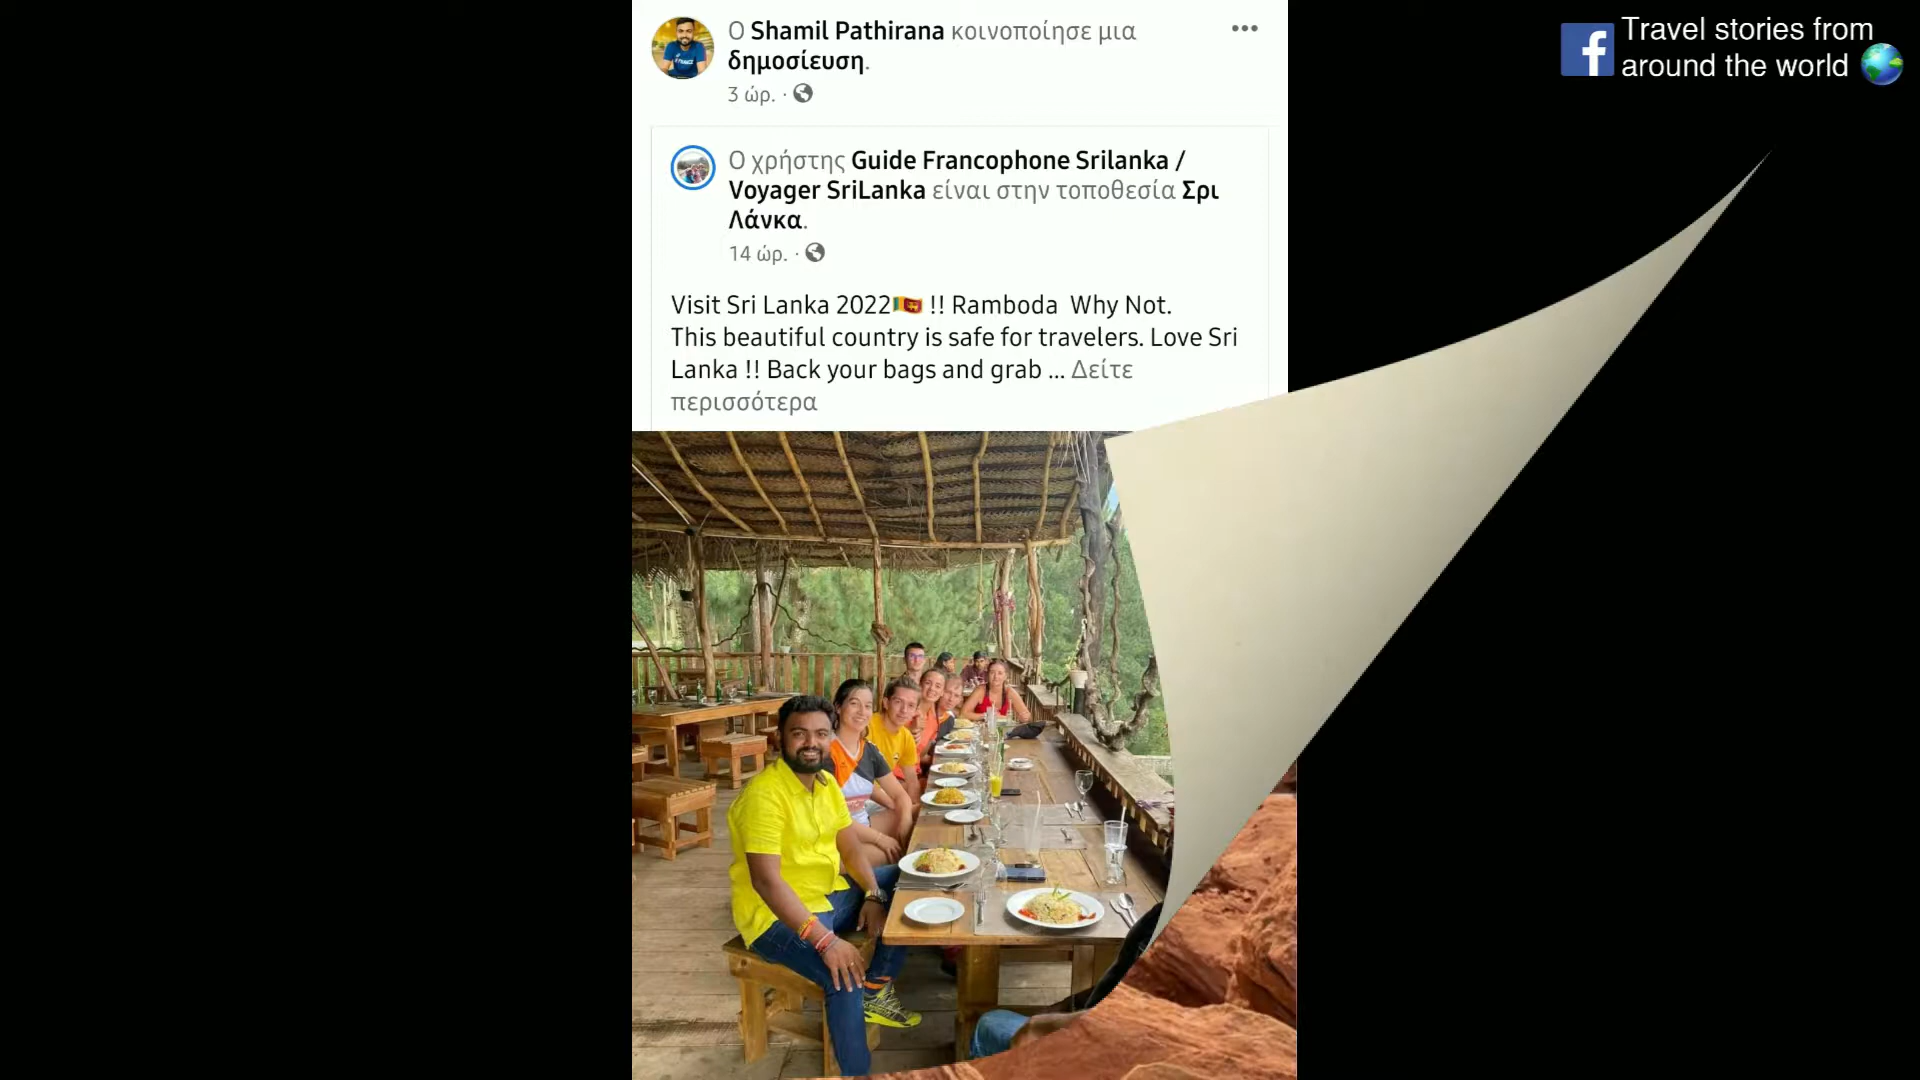 Ο Shamil Pathirana κοινοποίησε μια
δημοσίευση.
3 ώρ. ·
Ο χρήστης Guide Francophone Srilanka /
Voyager SriLanka είναι στην τοποθεσία Σρι
Λάνκα.
14 ώρ. ·
Visit Sri Lanka 2022🇱🇰 !! Ramboda Why Not.
This beautiful country is safe for travelers. Love Sri
Lanka !! Back your bags and grab ... Δείτε
περισσότερα
Travel stories from
around the world